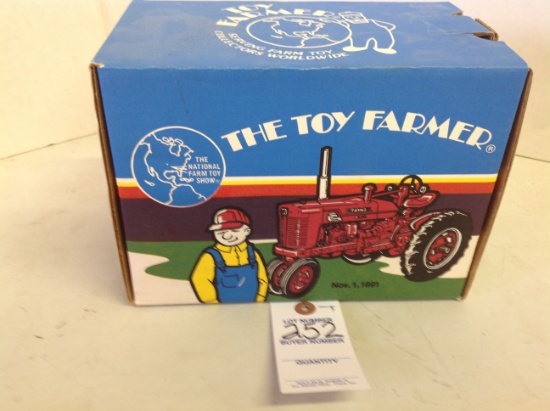 TOY
FARMER
SERVING FARM TOY
COLLECTORS WORLDWIDE
THE TOY FARMER®
THE
NATIONAL
FARM TOY
SHOW®
Nov. 1, 1991
LOT NUMBER
252
BUYER NUMBER
QUANTITY